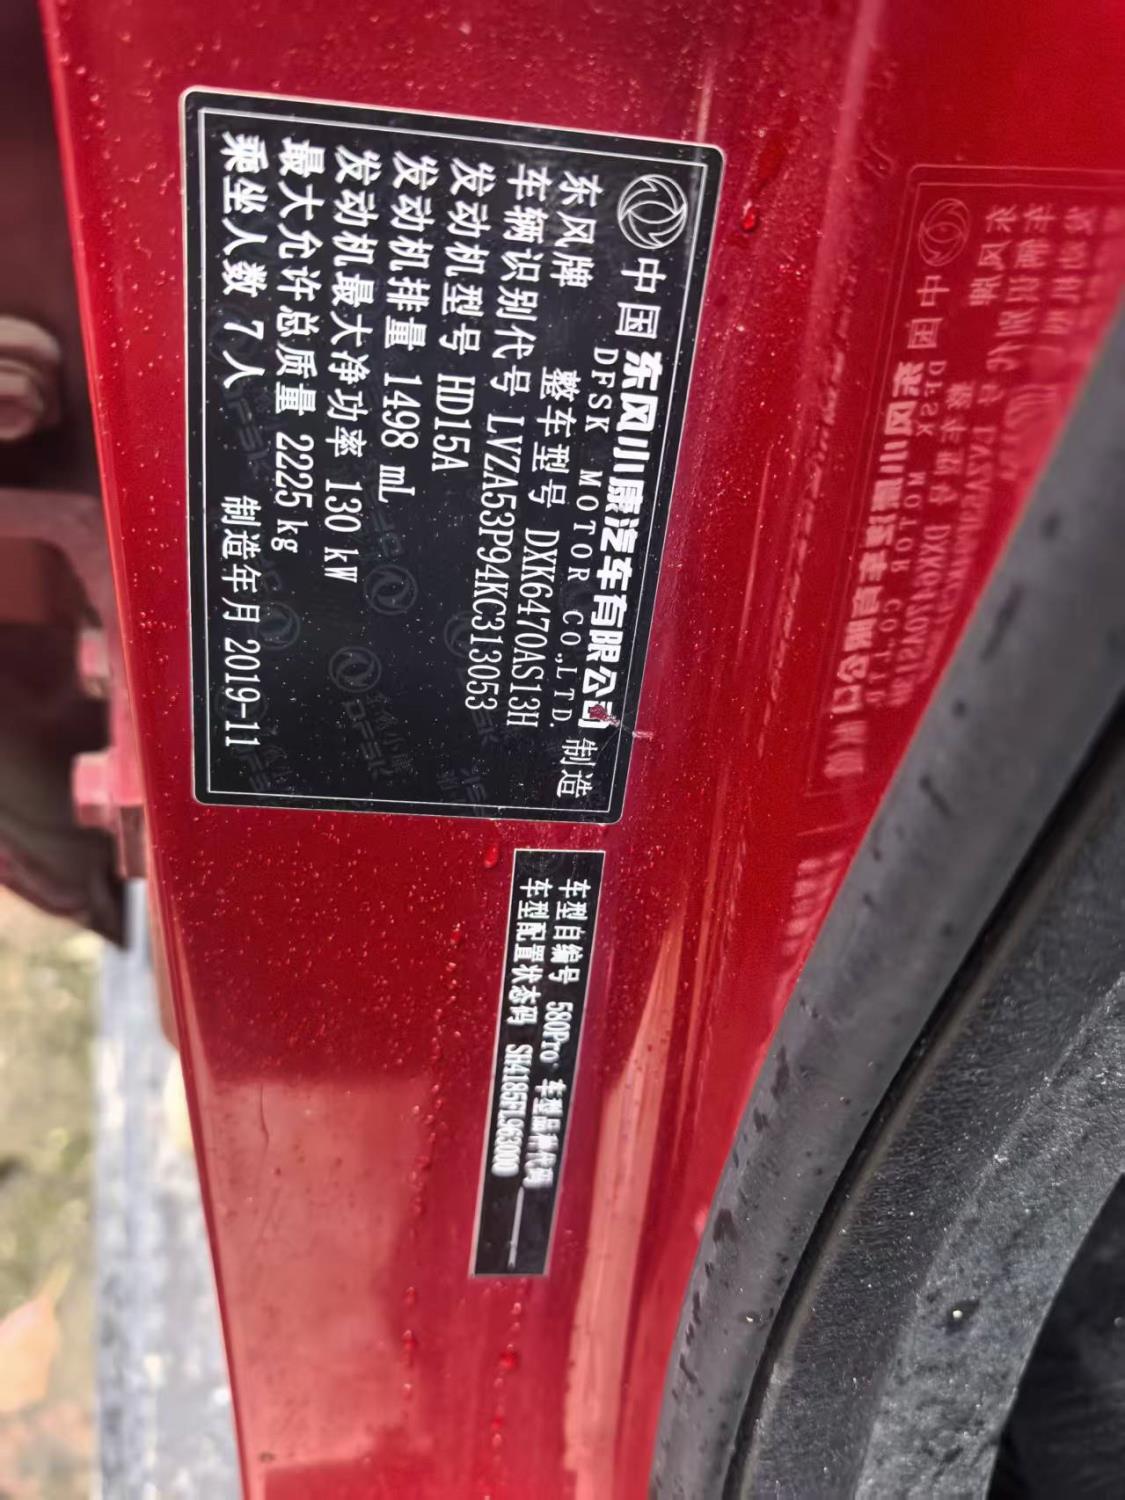 中国 东风小康汽车有限公司 制造
DFSK MOTOR CO.,LTD
东风牌 整车型号 DXK6470AS13H
车辆识别代号 LVZA53P94KC313053
发动机型号 HD15A
发动机排量 1498 mL
发动机最大净功率 130 kW
最大允许总质量 2225 kg
乘坐人数 7人 制造年月 2019-11
车型自编号 580Pro 车型品种代码
车型配置状态码